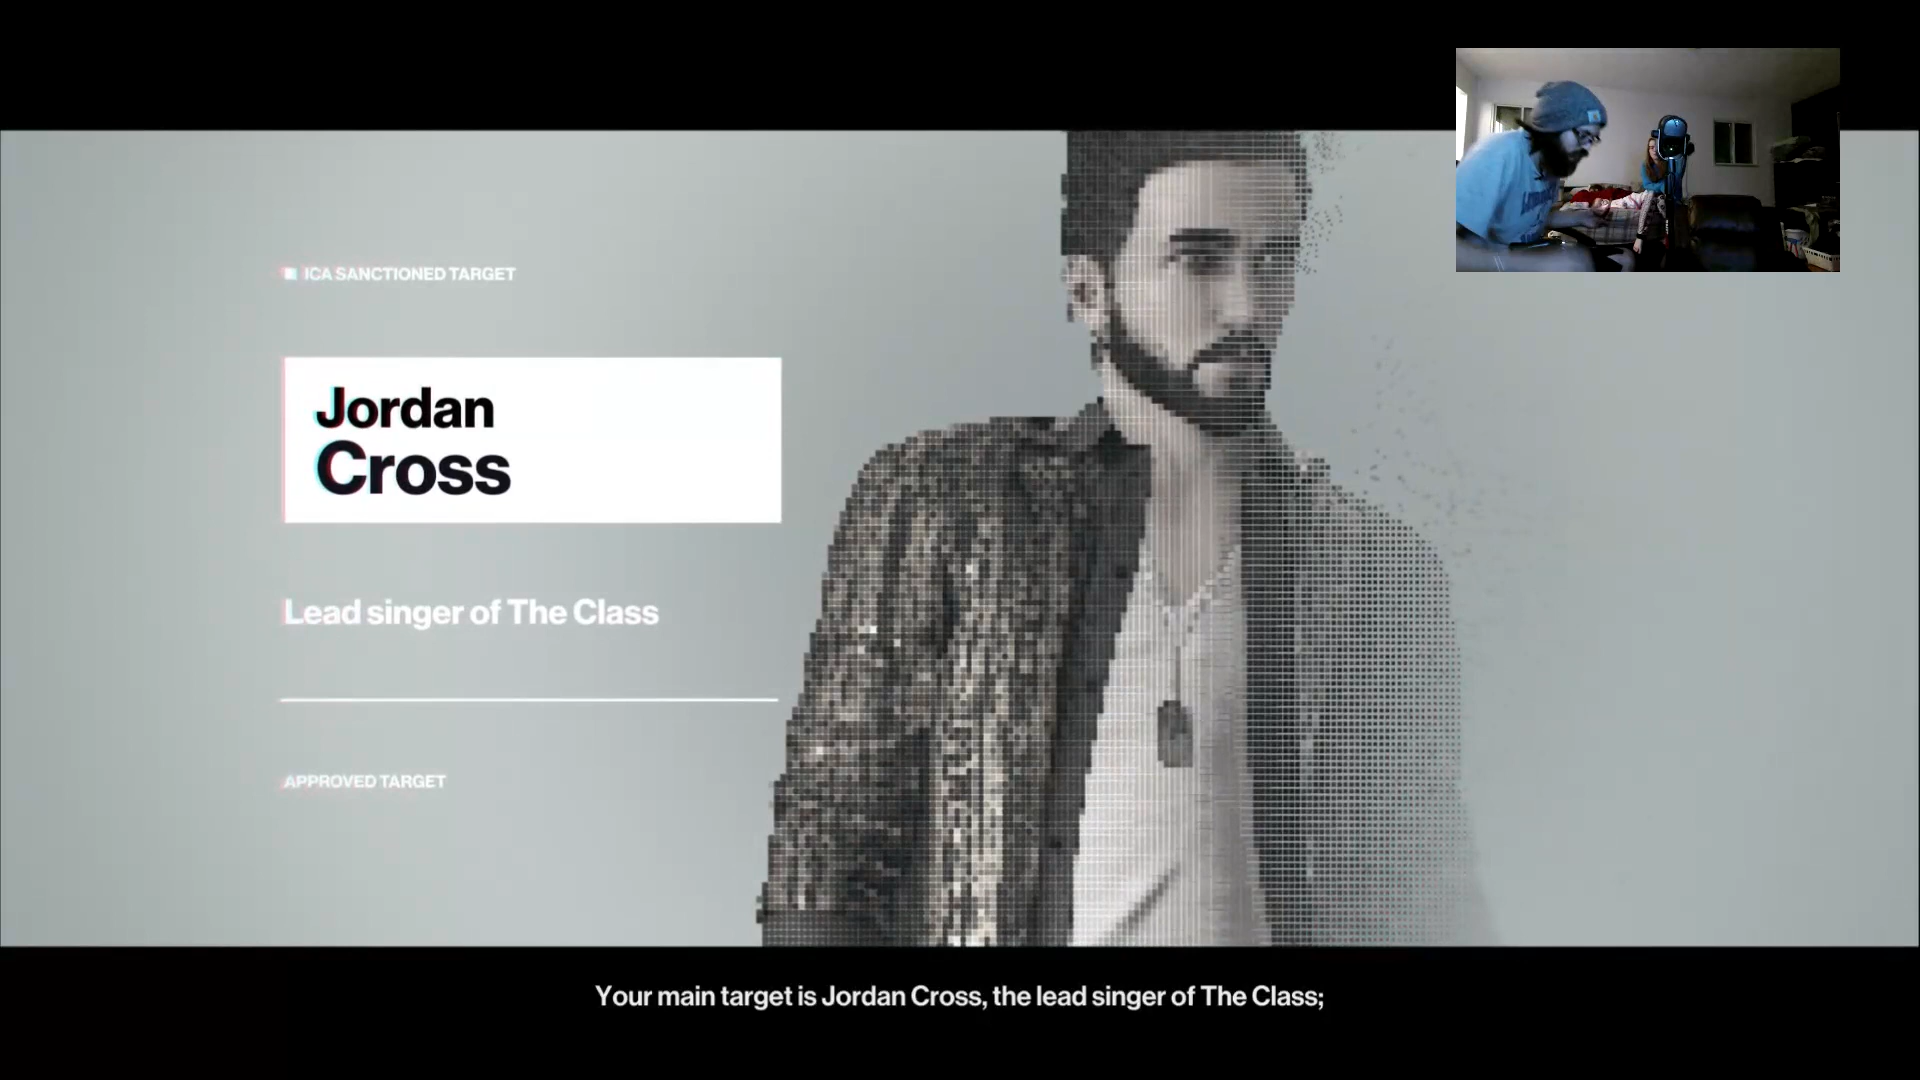 ICA SANCTIONED TARGET
Jordan
Cross
Lead singer of The Class
APPROVED TARGET
Your main target is Jordan Cross, the lead singer of The Class;